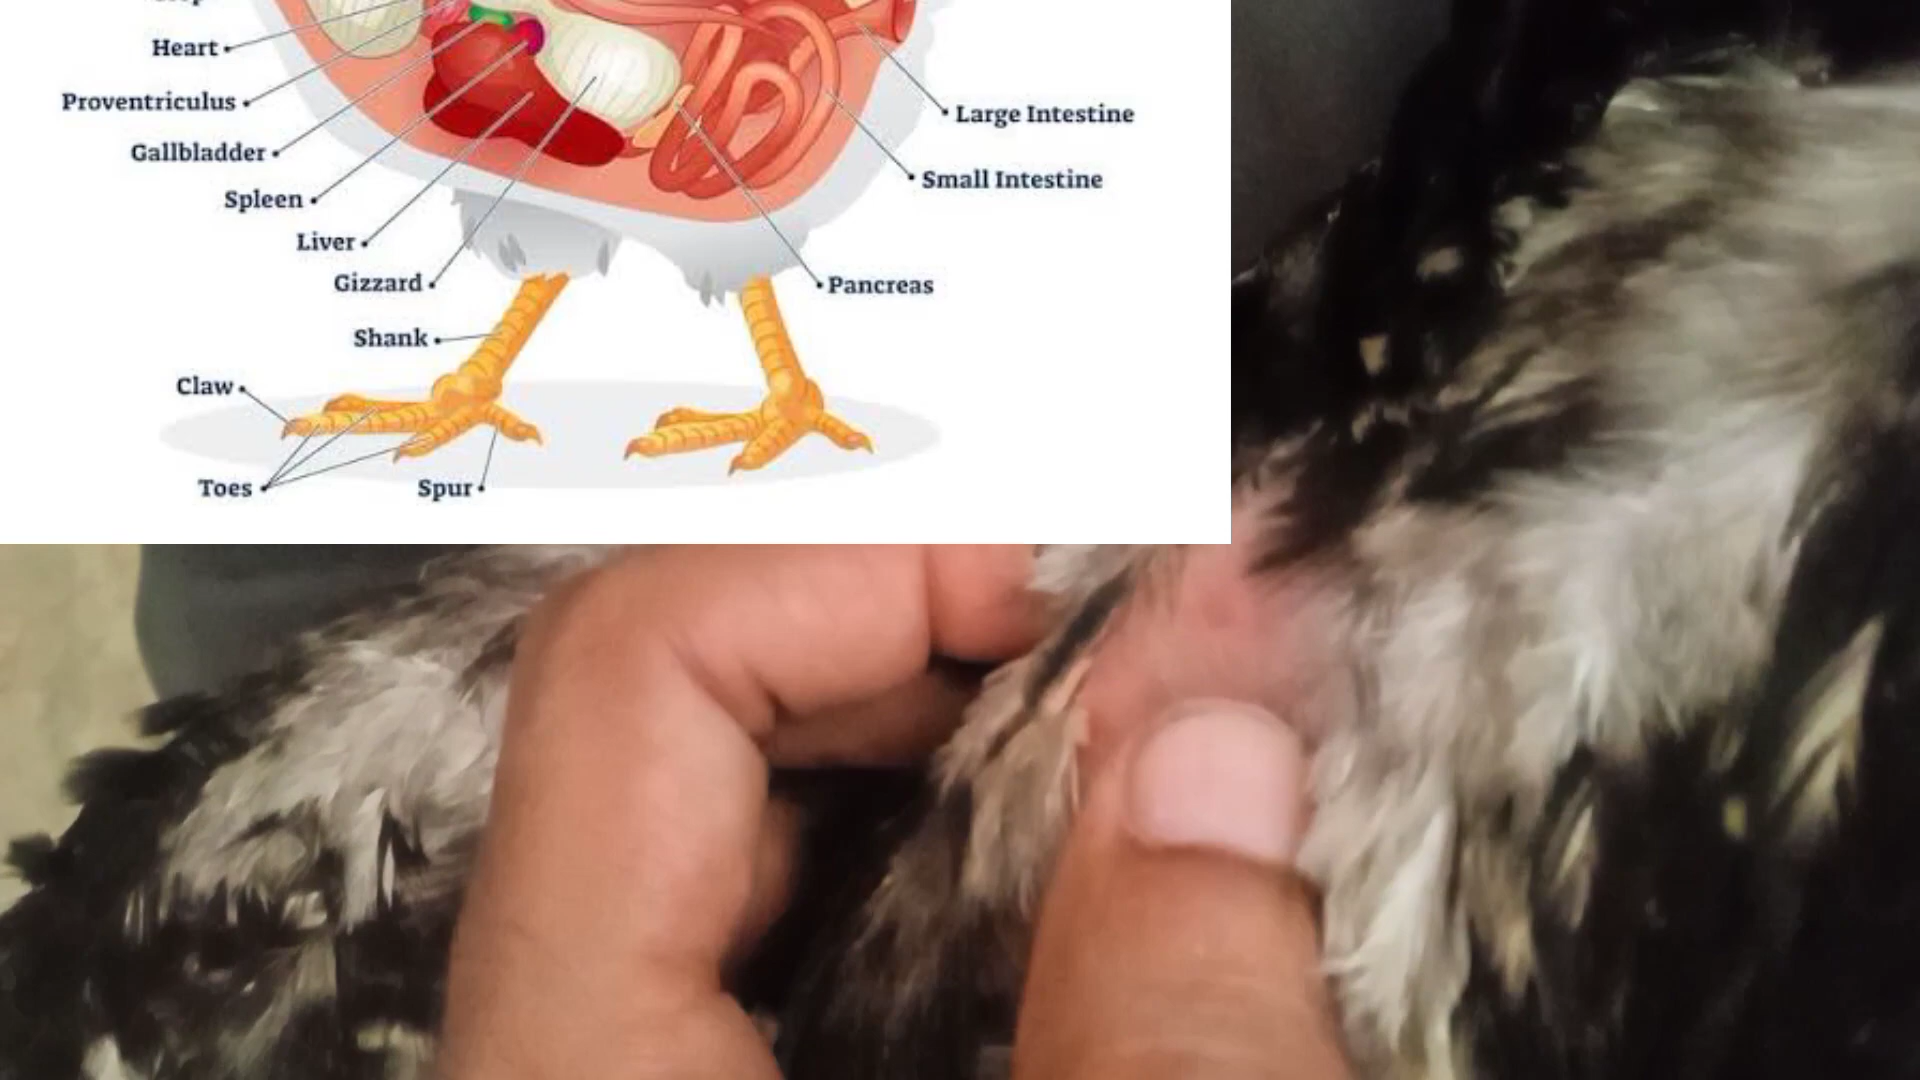 Heart
Proventriculus
Gallbladder
Spleen
Liver
Gizzard
Shank
Claw
Toes
Spur
Large Intestine
Small Intestine
Pancreas